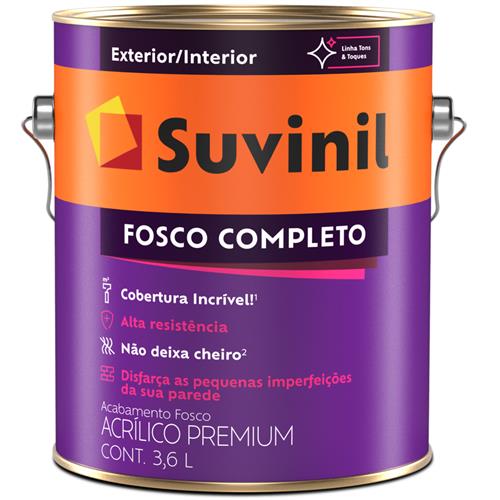 Exterior/Interior
Linha Tons
& Toques
Suvinil
FOSCO COMPLETO
m²
Cobertura Incrível!¹
Alta resistência
Não deixa cheiro²
Disfarça as pequenas imperfeições
da sua parede
Acabamento Fosco
ACRÍLICO PREMIUM
CONT. 3,6 L